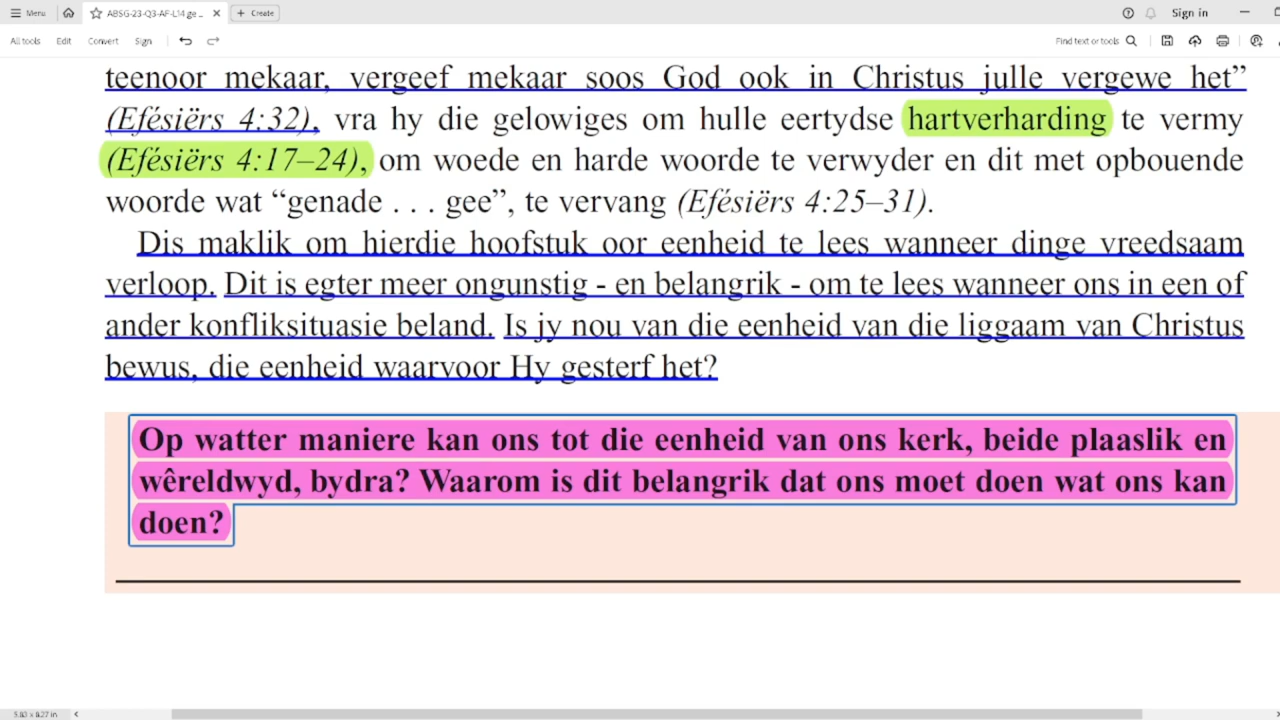 Menu
ABSG-23-Q3-AF-L14 ge...
Create
Sign in
All tools
Edit
Convert
Sign
Find text or tools
teenoor mekaar, vergeef mekaar soos God ook in Christus julle vergewe het”
(Efésiërs 4:32), vra hy die gelowiges om hulle eertydse hartverharding te vermy
(Efésiërs 4:17–24), om woede en harde woorde te verwyder en dit met opbouende
woorde wat “genade . . . gee”, te vervang (Efésiërs 4:25–31).
Dis maklik om hierdie hoofstuk oor eenheid te lees wanneer dinge vreedsaam
verloop. Dit is egter meer ongunstig - en belangrik - om te lees wanneer ons in een of
ander konfliksituasie beland. Is jy nou van die eenheid van die liggaam van Christus
bewus, die eenheid waarvoor Hy gesterf het?
Op watter maniere kan ons tot die eenheid van ons kerk, beide plaaslik en
wêreldwyd, bydra? Waarom is dit belangrik dat ons moet doen wat ons kan
doen?
5.83 x 8.27 in